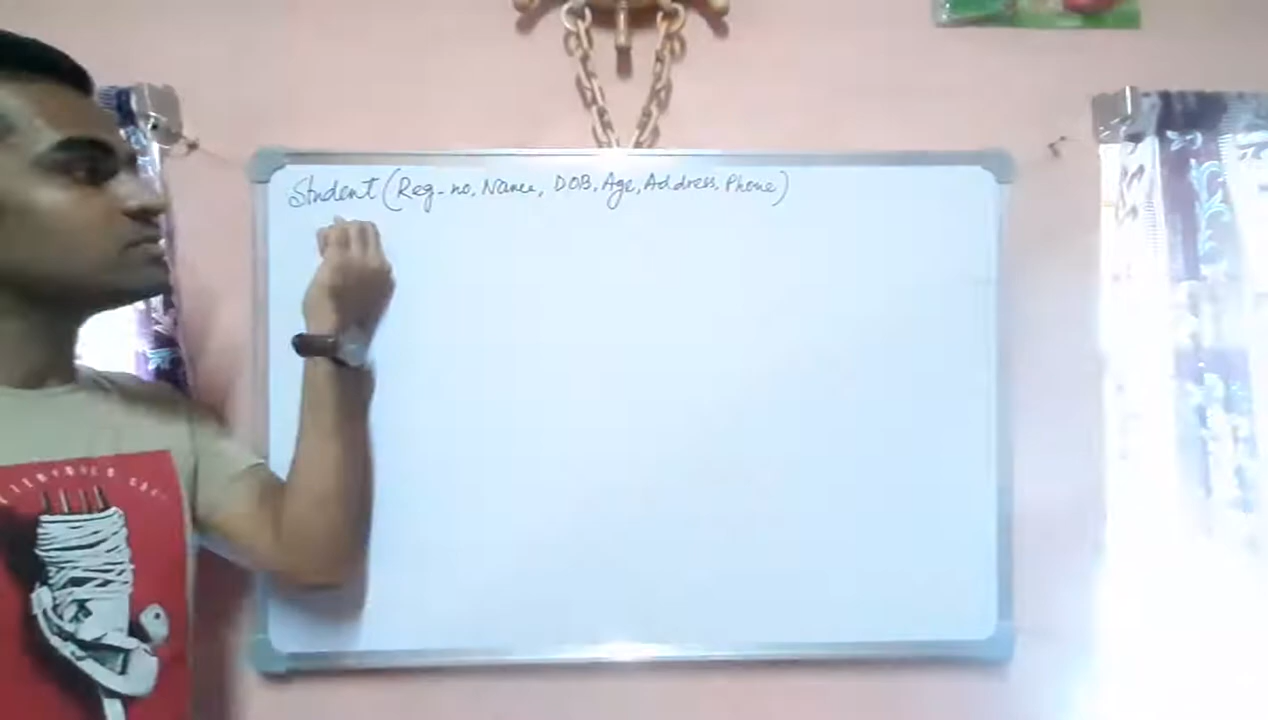 Student (Reg-no, Name, DOB, Age, Address, Phone)